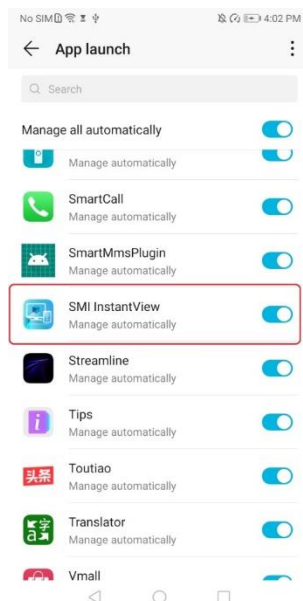 No SIM 4:02 PM
App launch
Search
Manage all automatically
Manage automatically
SmartCall
Manage automatically
SmartMmsPlugin
Manage automatically
SMI InstantView
Manage automatically
Streamline
Manage automatically
i Tips
Manage automatically
头条 Toutiao
Manage automatically
字 a Translator
Manage automatically
Vmall